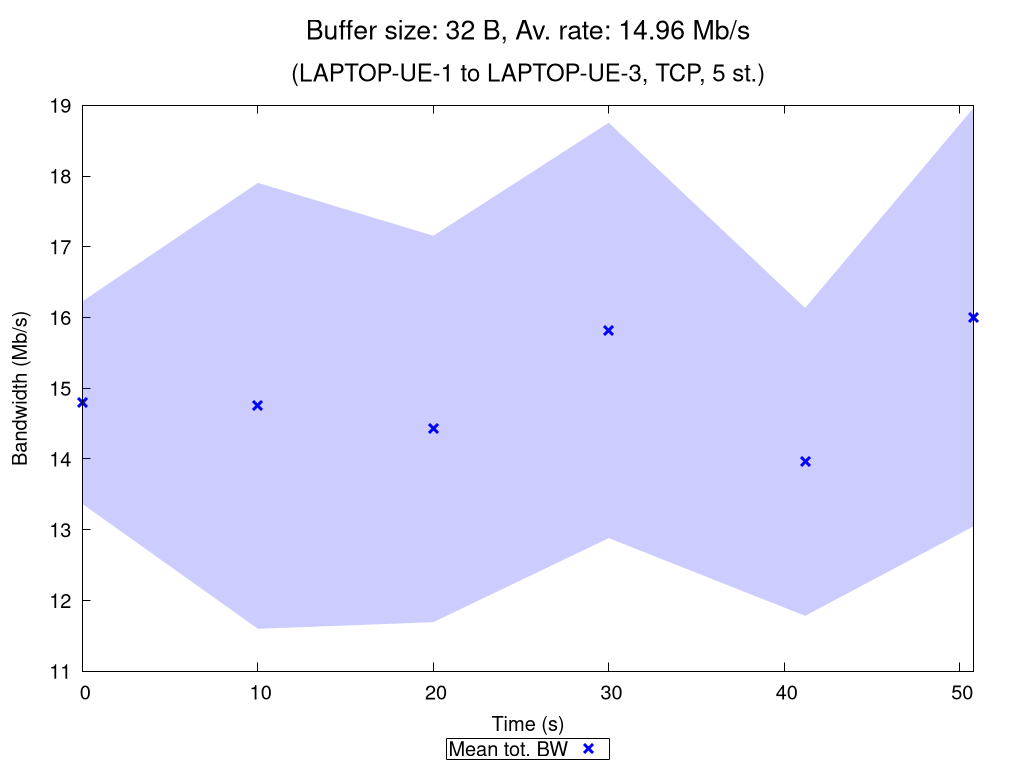 Buffer size: 32 B, Av. rate: 14.96 Mb/s
(LAPTOP-UE-1 to LAPTOP-UE-3, TCP, 5 st.)
19
18
17
16
15
14
13
12
11
Bandwidth (Mb/s)
0 10 20 30 40 50
Time (s)
Mean tot. BW